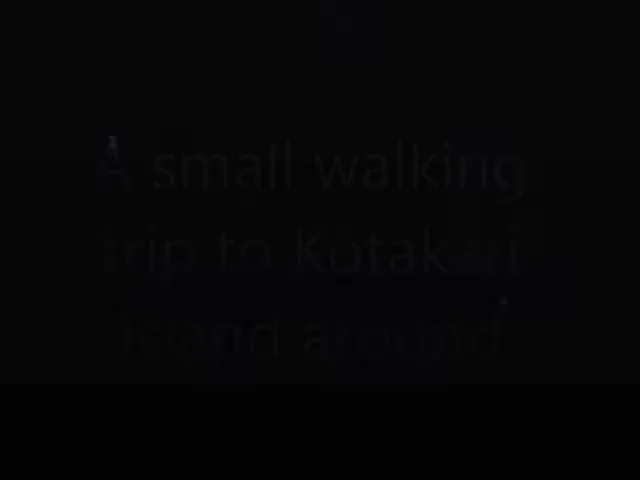 A small walking
trip to Kotakari
Island around